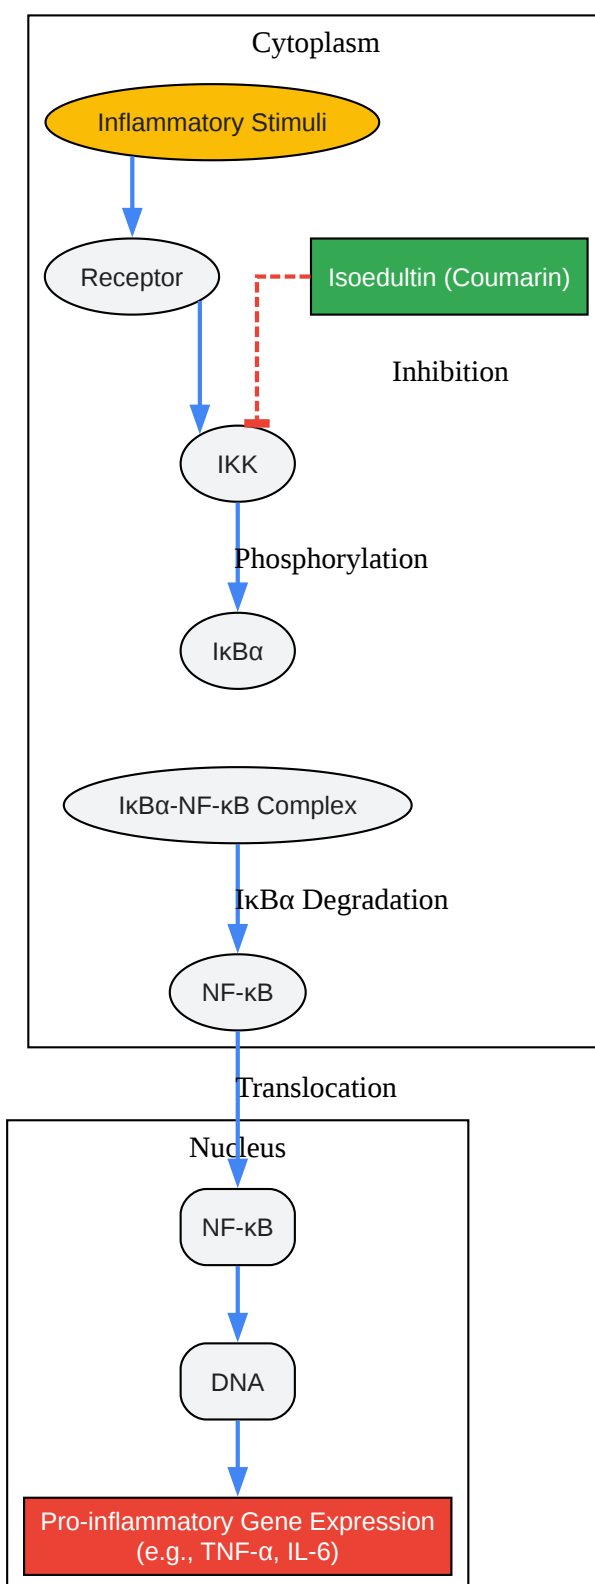 Cytoplasm
Inflammatory Stimuli
Receptor
Isoedultin (Coumarin)
Inhibition
IKK
Phosphorylation
IκBα
IκBα-NF-κB Complex
IκBα Degradation
NF-κB
Translocation
Nucleus
NF-κB
DNA
Pro-inflammatory Gene Expression
(e.g., TNF-α, IL-6)